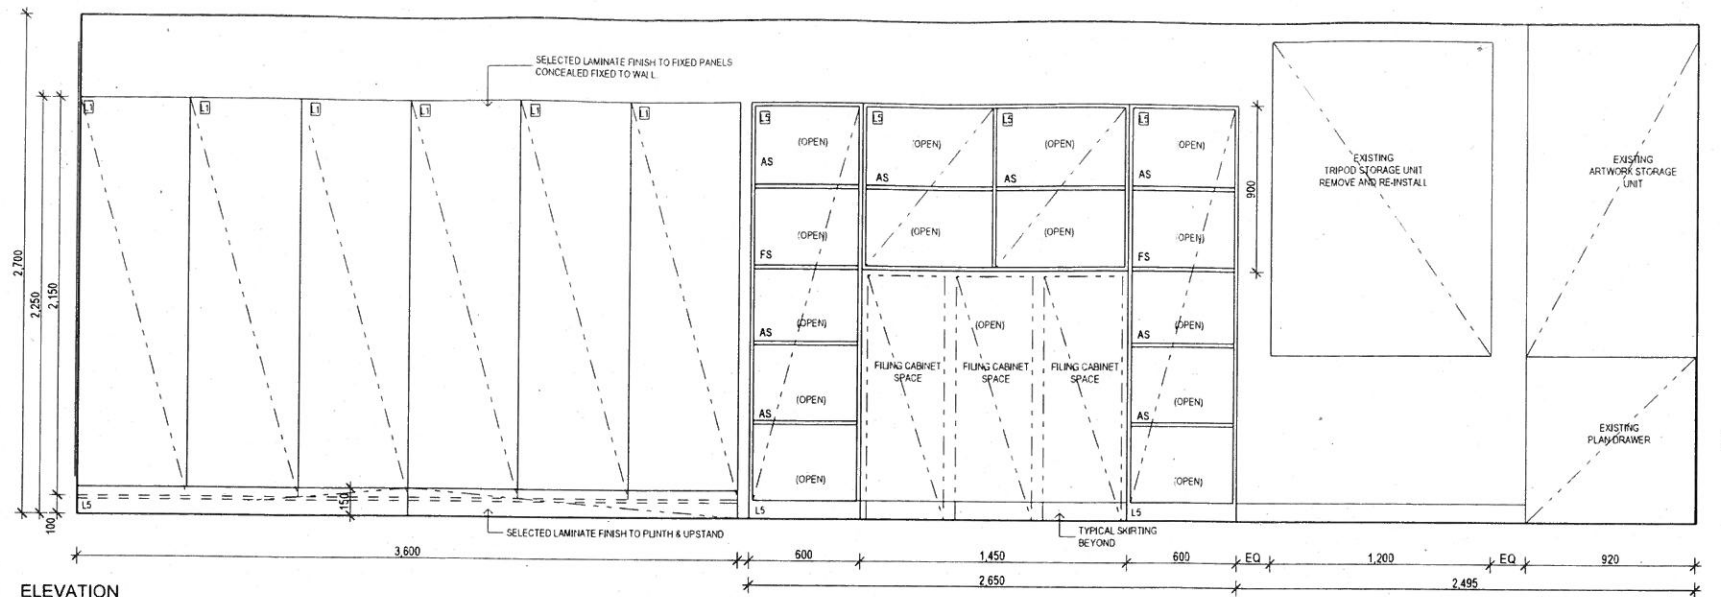 SELECTED LAMINATE FINISH TO FIXED PANELS
CONCEALED FIXED TO WALL
L1 L1 L1 L1 L1 L1
L5 L5 L5 L5
(OPEN) (OPEN) (OPEN) (OPEN)
AS AS AS AS
EXISTING
TRIPOD STORAGE UNIT
REMOVE AND RE-INSTALL
EXISTING
ARTWORK STORAGE
UNIT
900
(OPEN) (OPEN) (OPEN) (OPEN)
FS FS
2,700
2,250
2,150
(OPEN) (OPEN) (OPEN)
AS AS
FILING CABINET
SPACE
FILING CABINET
SPACE
FILING CABINET
SPACE
(OPEN) (OPEN)
AS AS
EXISTING
PLAN DRAWER
(OPEN) (OPEN)
150
L5 L5 L5
100
SELECTED LAMINATE FINISH TO PLINTH & UPSTAND
TYPICAL SKIRTING
BEYOND
3,600 600 1,450 600 EQ 1,200 EQ 920
2,650 2,495
ELEVATION